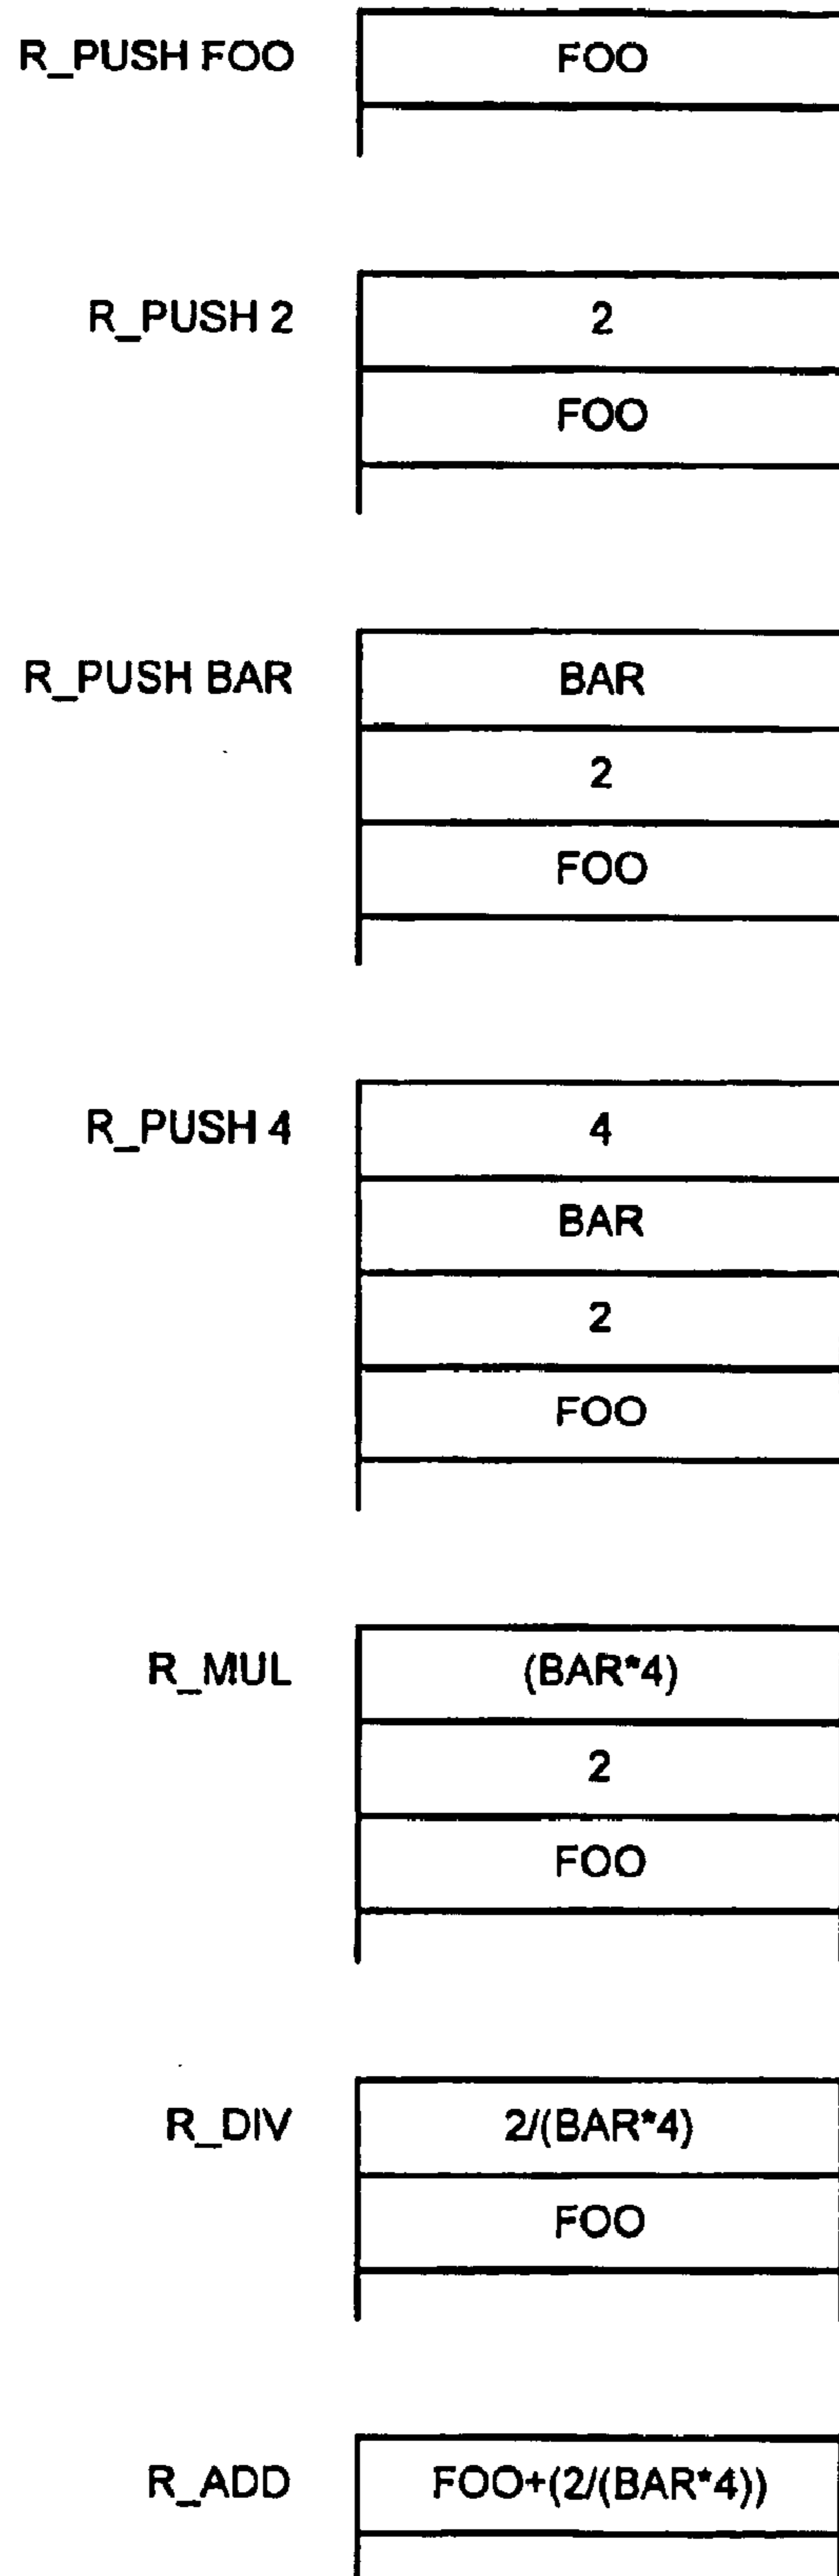 R_PUSH FOO FOO
R_PUSH 2 2
FOO
R_PUSH BAR BAR
2
FOO
R_PUSH 4 4
BAR
2
FOO
R_MUL (BAR*4)
2
FOO
R_DIV 2/(BAR*4)
FOO
R_ADD FOO+(2/(BAR*4))